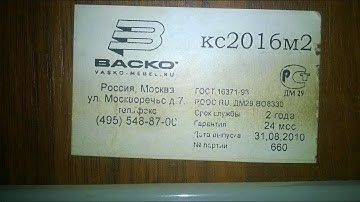 ВАСКО
VASKO-MEBEL.RU
кс2016м2
Россия, Москва
ул. Москворечье д.7,
тел.факс
(495) 548-87-00
ГОСТ 16371-93
РОСС RU. ДМ29.В08330
ДМ 29
Срок службы 2 года
Гарантия 24 мес
Дата выпуска 31,08,2010
№ партии 660